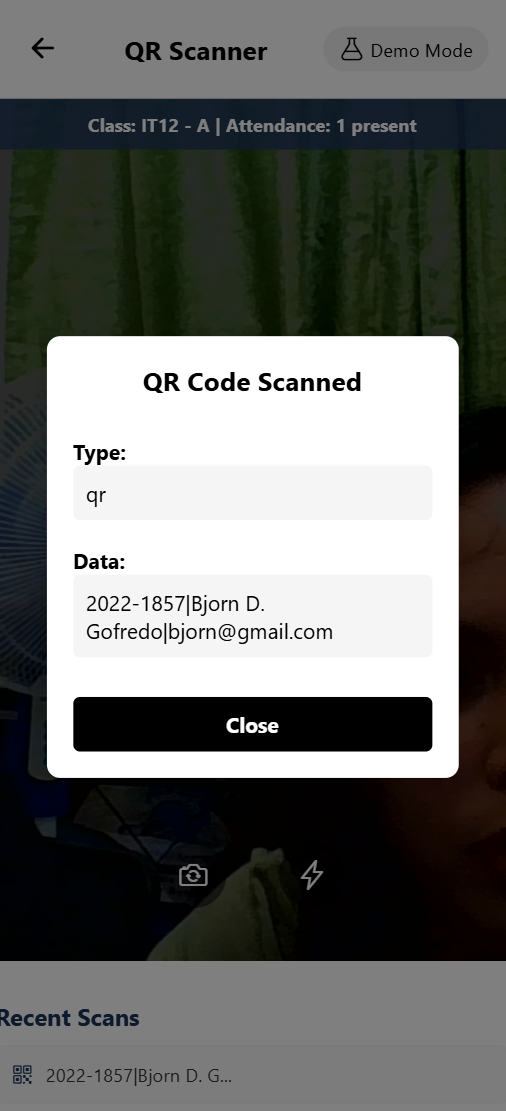 QR Scanner
Demo Mode
Class: IT12 - A | Attendance: 1 present
QR Code Scanned
Type:
qr
Data:
2022-1857|Bjorn D.
Gofredo|bjorn@gmail.com
Close
Recent Scans
2022-1857|Bjorn D. G...